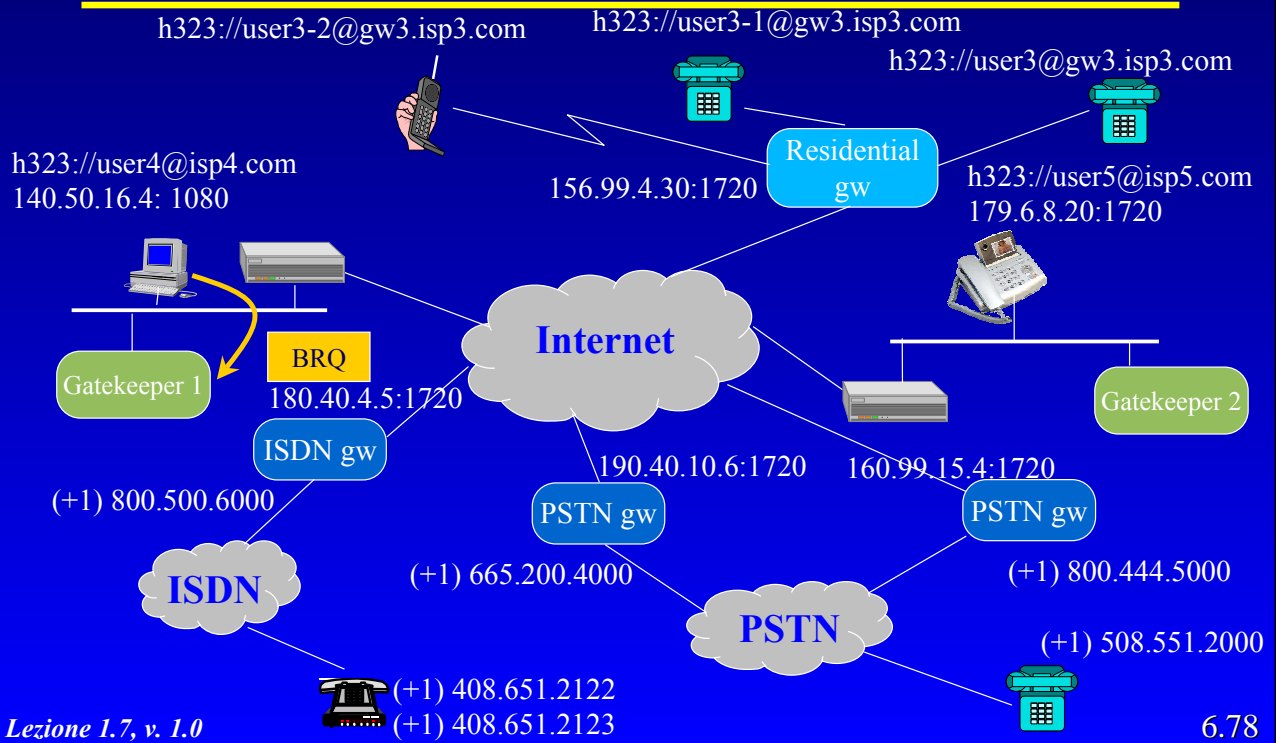 h323://user3-2@gw3.isp3.com
h323://user3-1@gw3.isp3.com
h323://user3@gw3.isp3.com
h323://user4@isp4.com
140.50.16.4: 1080
156.99.4.30:1720
Residential
gw
h323://user5@isp5.com
179.6.8.20:1720
Internet
Gatekeeper 1
BRQ
180.40.4.5:1720
Gatekeeper 2
ISDN gw
190.40.10.6:1720
160.99.15.4:1720
(+1) 800.500.6000
PSTN gw
PSTN gw
(+1) 665.200.4000
(+1) 800.444.5000
ISDN
PSTN
(+1) 508.551.2000
(+1) 408.651.2122
(+1) 408.651.2123
Lezione 1.7, v. 1.0
6.78